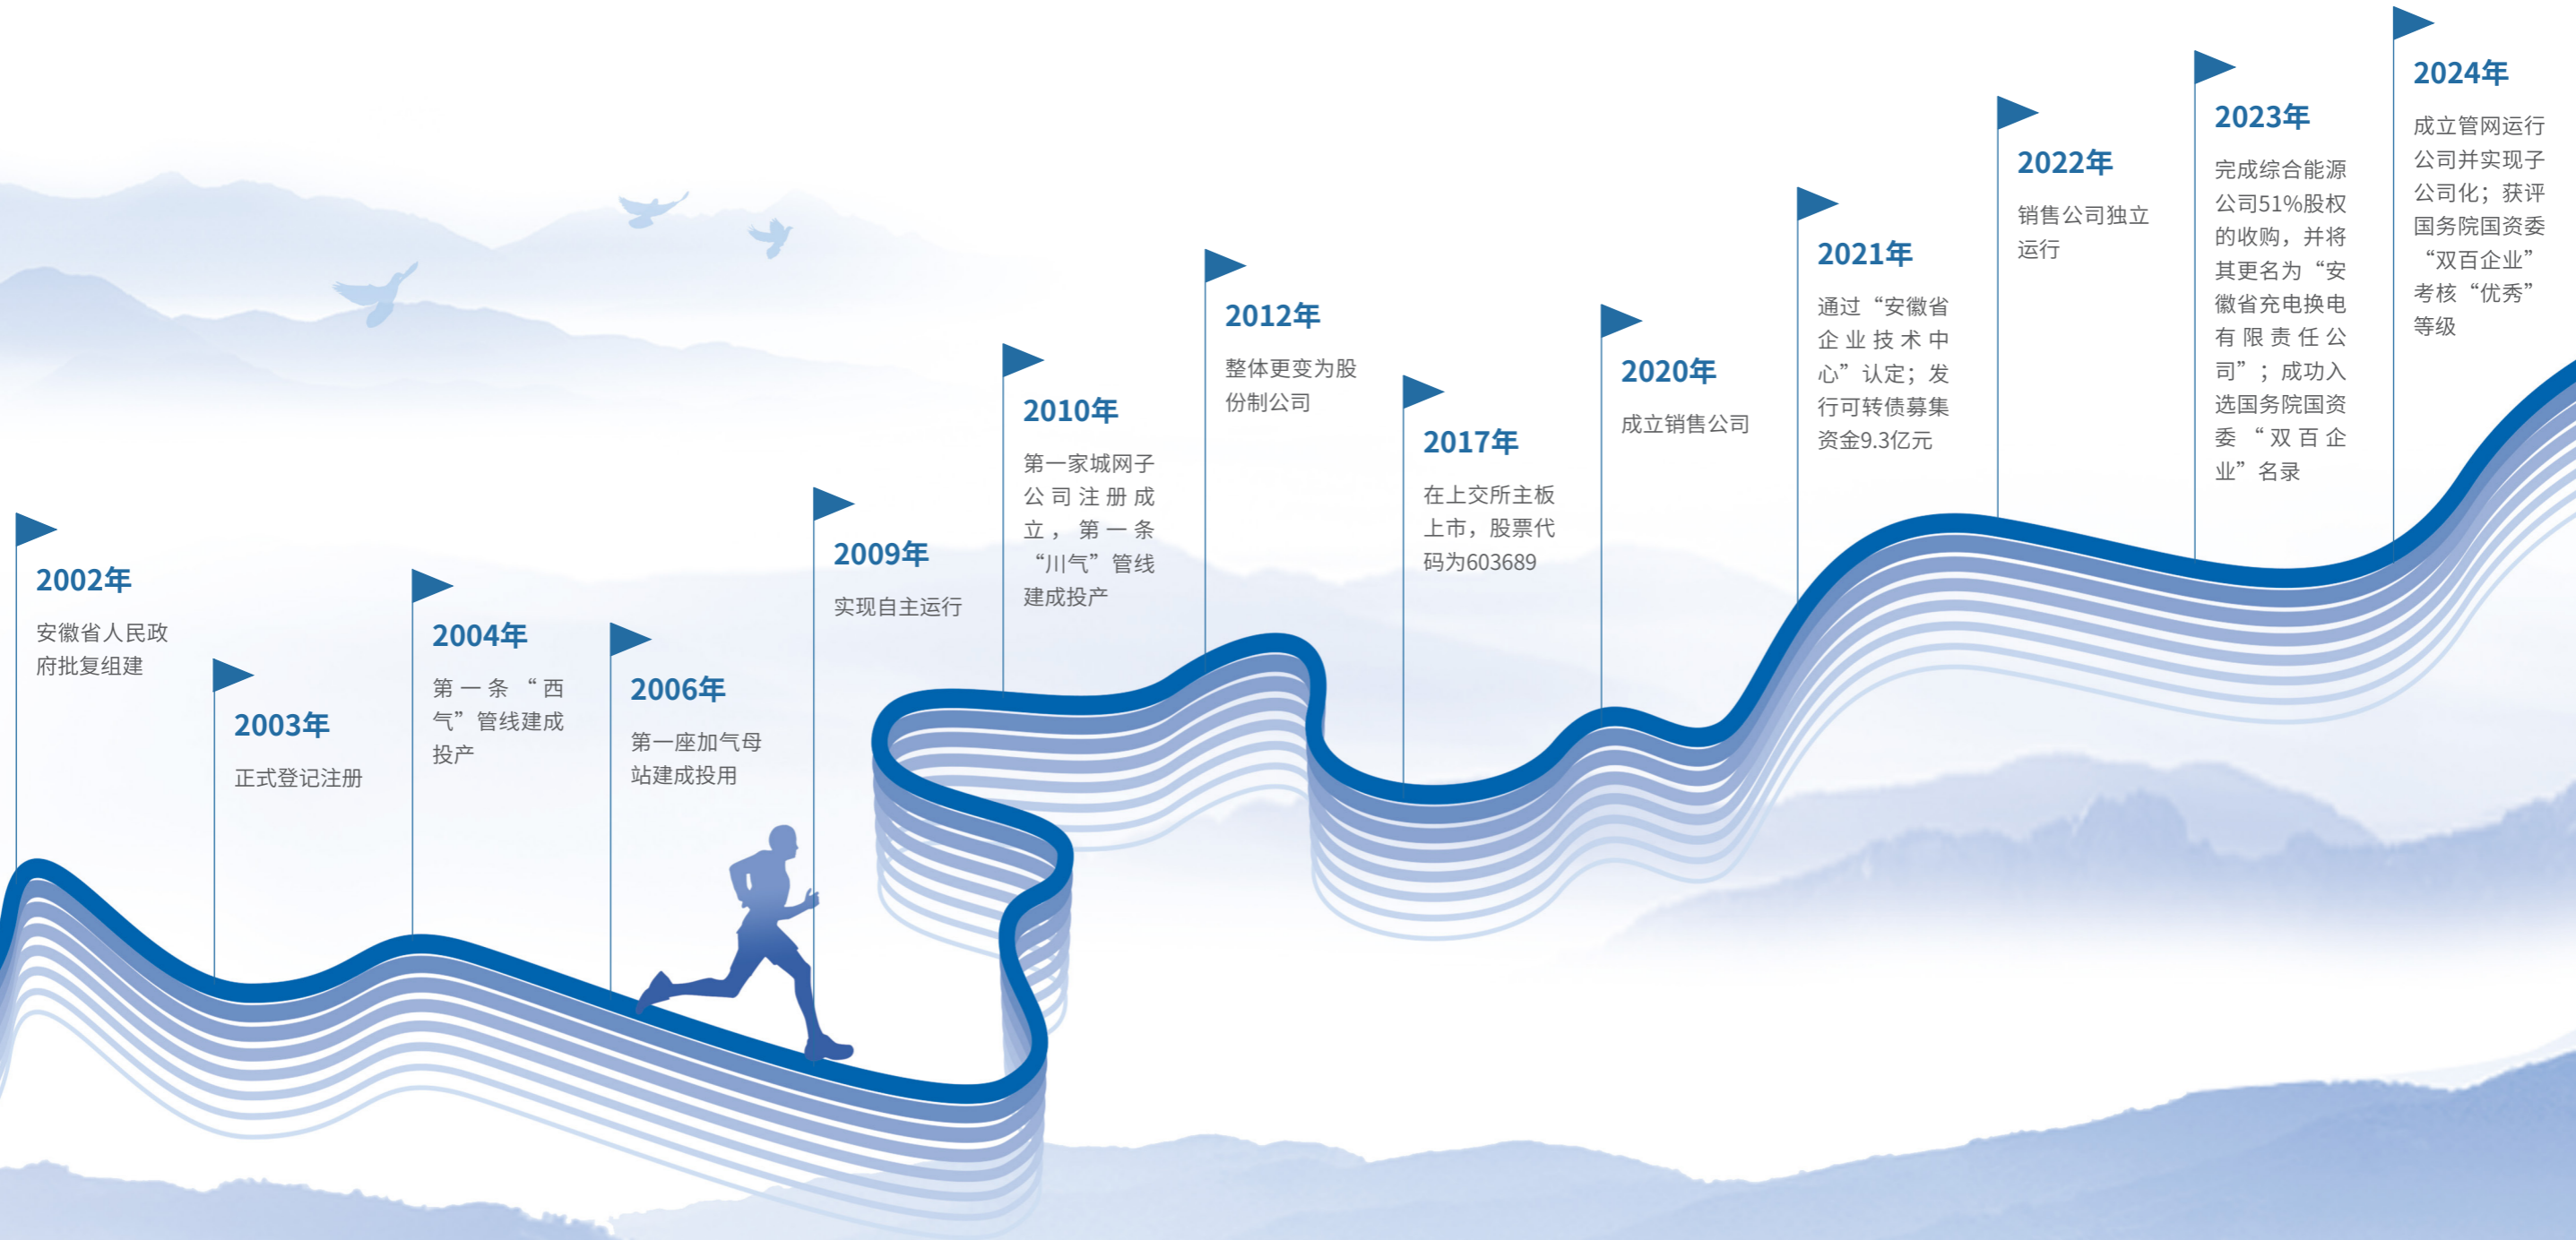 2002年
安徽省人民政
府批复组建
2003年
正式登记注册
2004年
第一条“西
气”管线建成
投产
2006年
第一座加气母
站建成投用
2009年
实现自主运行
2010年
第一家城网子
公司注册成
立，第一条
“川气”管线
建成投产
2012年
整体更变为股
份制公司
2017年
在上交所主板
上市，股票代
码为603689
2020年
成立销售公司
2021年
通过“安徽省
企业技术中
心”认定；发
行可转债募集
资金9.3亿元
2022年
销售公司独立
运行
2023年
完成综合能源
公司51%股权
的收购，并将
其更名为“安
徽省充电换电
有限责任公
司”；成功入
选国务院国资
委“双百企
业”名录
2024年
成立管网运行
公司并实现子
公司化；获评
国务院国资委
“双百企业”
考核“优秀”
等级